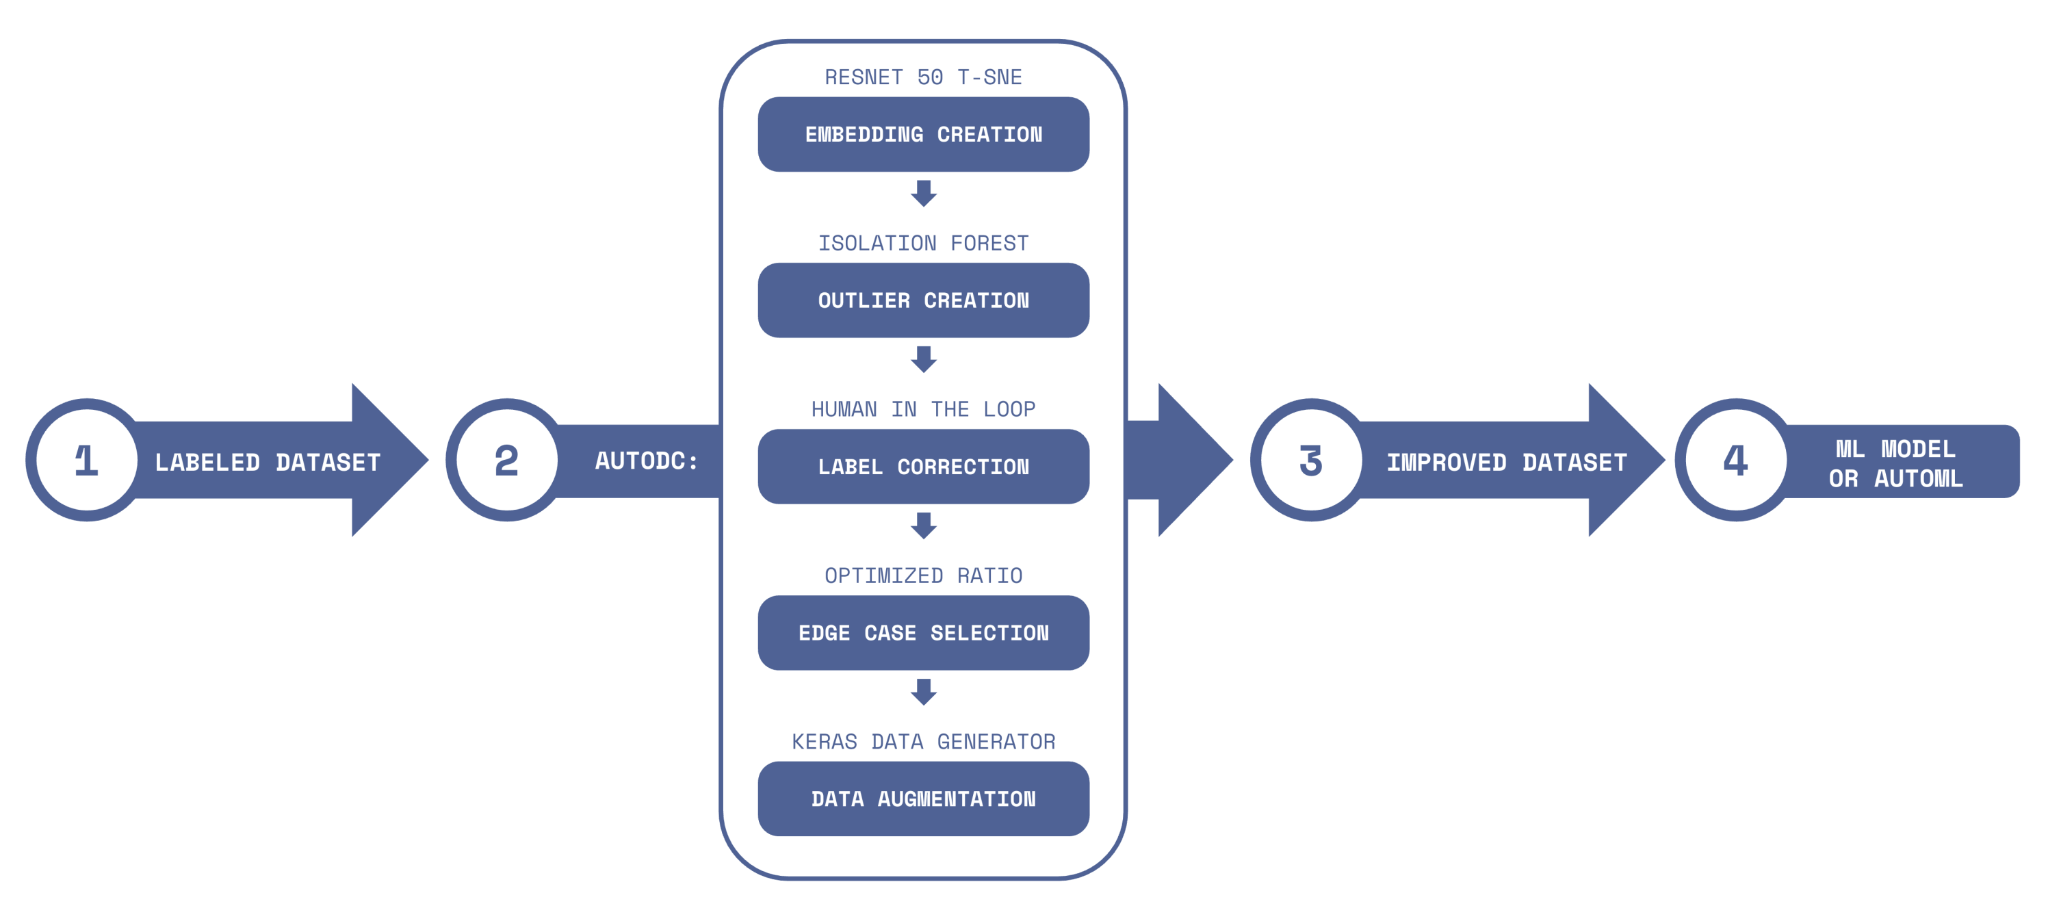 1
LABELED DATASET
2
AUTODC:
RESNET 50 T-SNE
EMBEDDING CREATION
ISOLATION FOREST
OUTLIER CREATION
HUMAN IN THE LOOP
LABEL CORRECTION
OPTIMIZED RATIO
EDGE CASE SELECTION
KERAS DATA GENERATOR
DATA AUGMENTATION
3
IMPROVED DATASET
4
ML MODEL
OR AUTOML